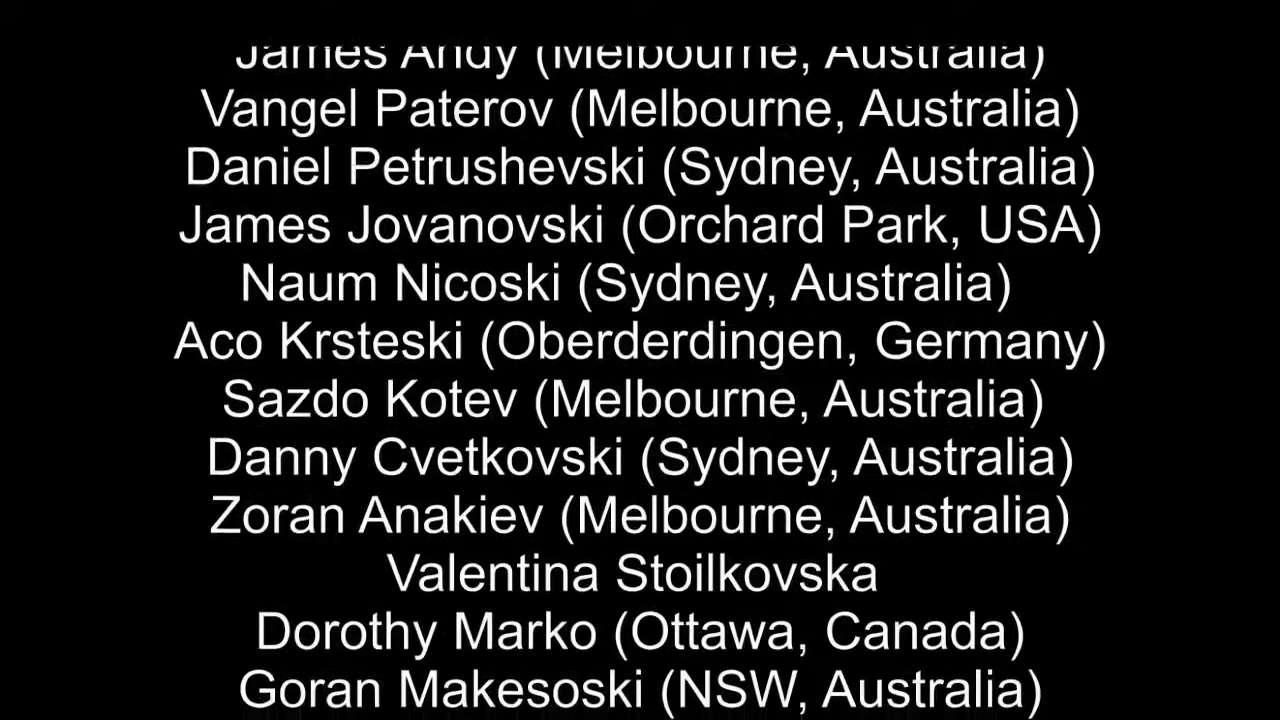 James Andy (Melbourne, Australia)
Vangel Paterov (Melbourne, Australia)
Daniel Petrushevski (Sydney, Australia)
James Jovanovski (Orchard Park, USA)
Naum Nicoski (Sydney, Australia)
Aco Krsteski (Oberderdingen, Germany)
Sazdo Kotev (Melbourne, Australia)
Danny Cvetkovski (Sydney, Australia)
Zoran Anakiev (Melbourne, Australia)
Valentina Stoilkovska
Dorothy Marko (Ottawa, Canada)
Goran Makesoski (NSW, Australia)